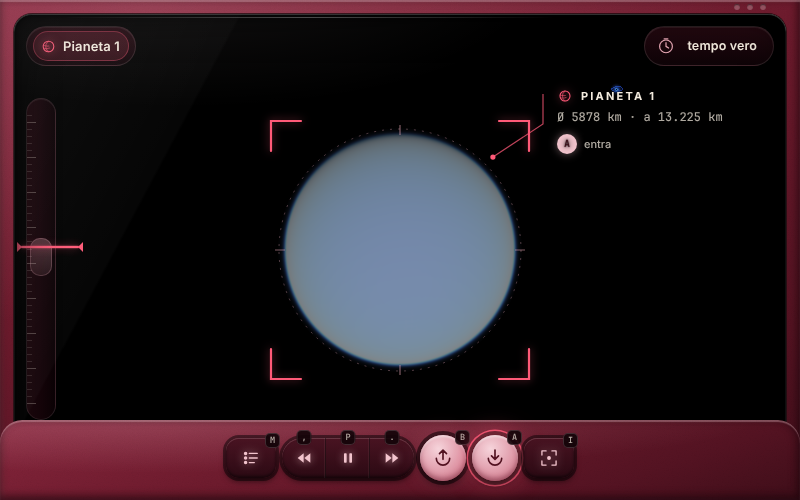 Pianeta 1
tempo vero
PIANETA 1
Ø 5878 km · a 13.225 km
A entra
M , P . B A I